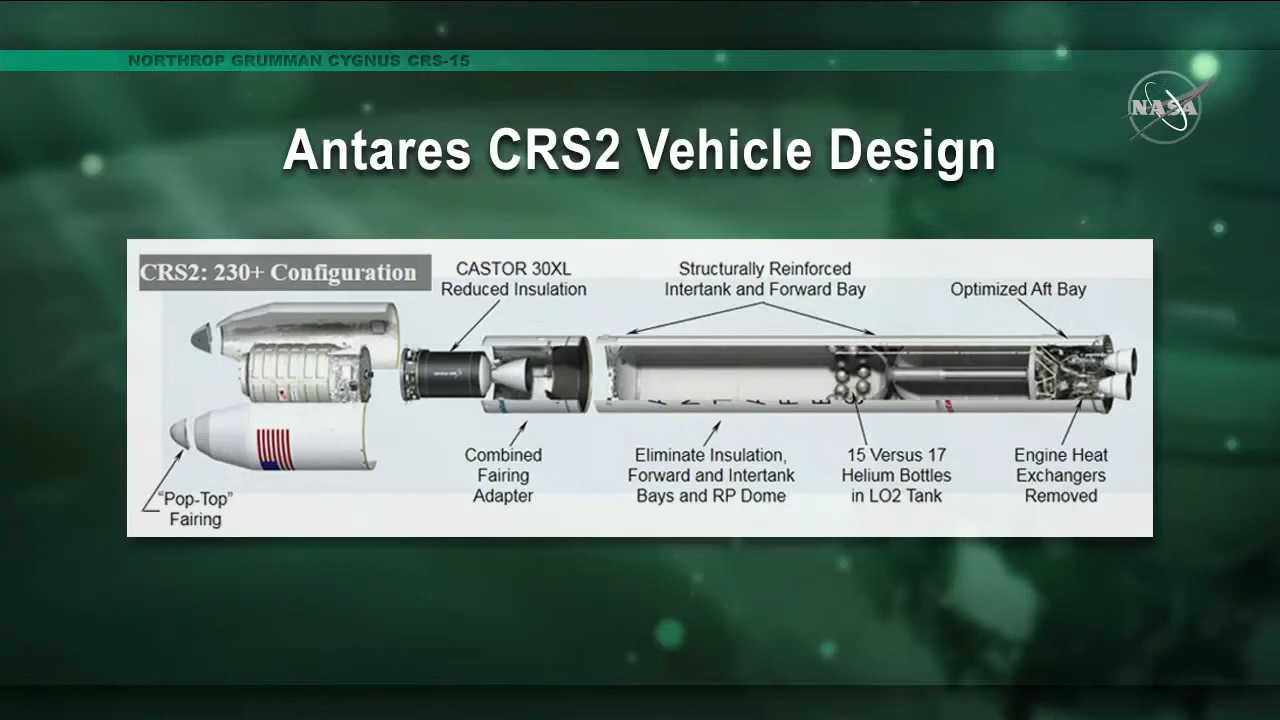 NORTHROP GRUMMAN CYGNUS CRS-15
NASA
Antares CRS2 Vehicle Design
CRS2: 230+ Configuration
CASTOR 30XL
Reduced Insulation
Structurally Reinforced
Intertank and Forward Bay
Optimized Aft Bay
"Pop-Top"
Fairing
Combined
Fairing
Adapter
Eliminate Insulation,
Forward and Intertank
Bays and RP Dome
15 Versus 17
Helium Bottles
in LO2 Tank
Engine Heat
Exchangers
Removed